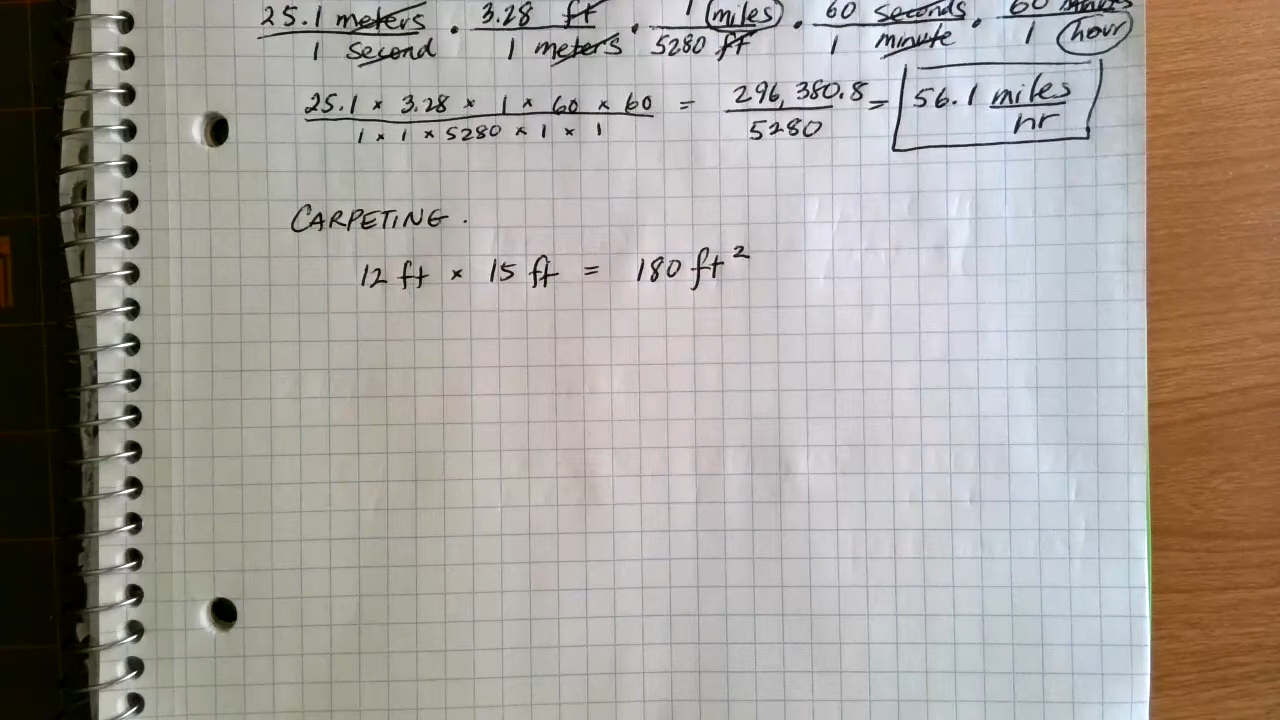 25.1 meters/1 second · 3.28 ft/1 meters · 1 miles/5280 ft · 60 seconds/1 minute · 60 minutes/1 hour
25.1 × 3.28 × 1 × 60 × 60/1 × 1 × 5280 × 1 × 1 = 296,380.8/5280 = 56.1 miles/hr
CARPETING.
12 ft × 15 ft = 180 ft²